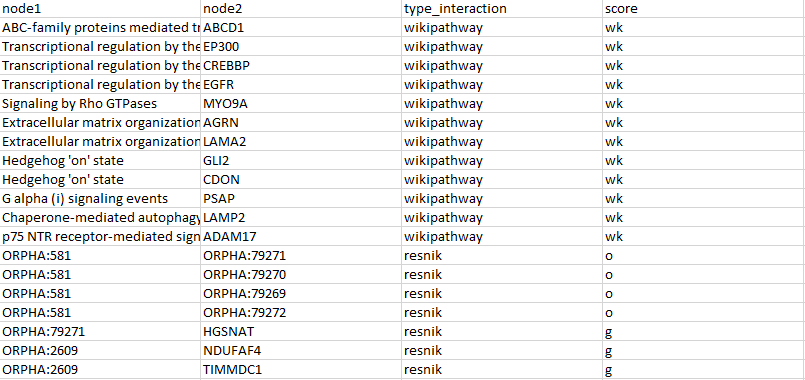 node1 node2 type_interaction score
ABC-family proteins mediated tr ABCD1 wikipathway wk
Transcriptional regulation by the EP300 wikipathway wk
Transcriptional regulation by the CREBBP wikipathway wk
Transcriptional regulation by the EGFR wikipathway wk
Signaling by Rho GTPases MYO9A wikipathway wk
Extracellular matrix organization AGRN wikipathway wk
Extracellular matrix organization LAMA2 wikipathway wk
Hedgehog 'on' state GLI2 wikipathway wk
Hedgehog 'on' state CDON wikipathway wk
G alpha (i) signaling events PSAP wikipathway wk
Chaperone-mediated autophagy LAMP2 wikipathway wk
p75 NTR receptor-mediated sign ADAM17 wikipathway wk
ORPHA:581 ORPHA:79271 resnik o
ORPHA:581 ORPHA:79270 resnik o
ORPHA:581 ORPHA:79269 resnik o
ORPHA:581 ORPHA:79272 resnik o
ORPHA:79271 HGSNAT resnik g
ORPHA:2609 NDUFAF4 resnik g
ORPHA:2609 TIMMDC1 resnik g